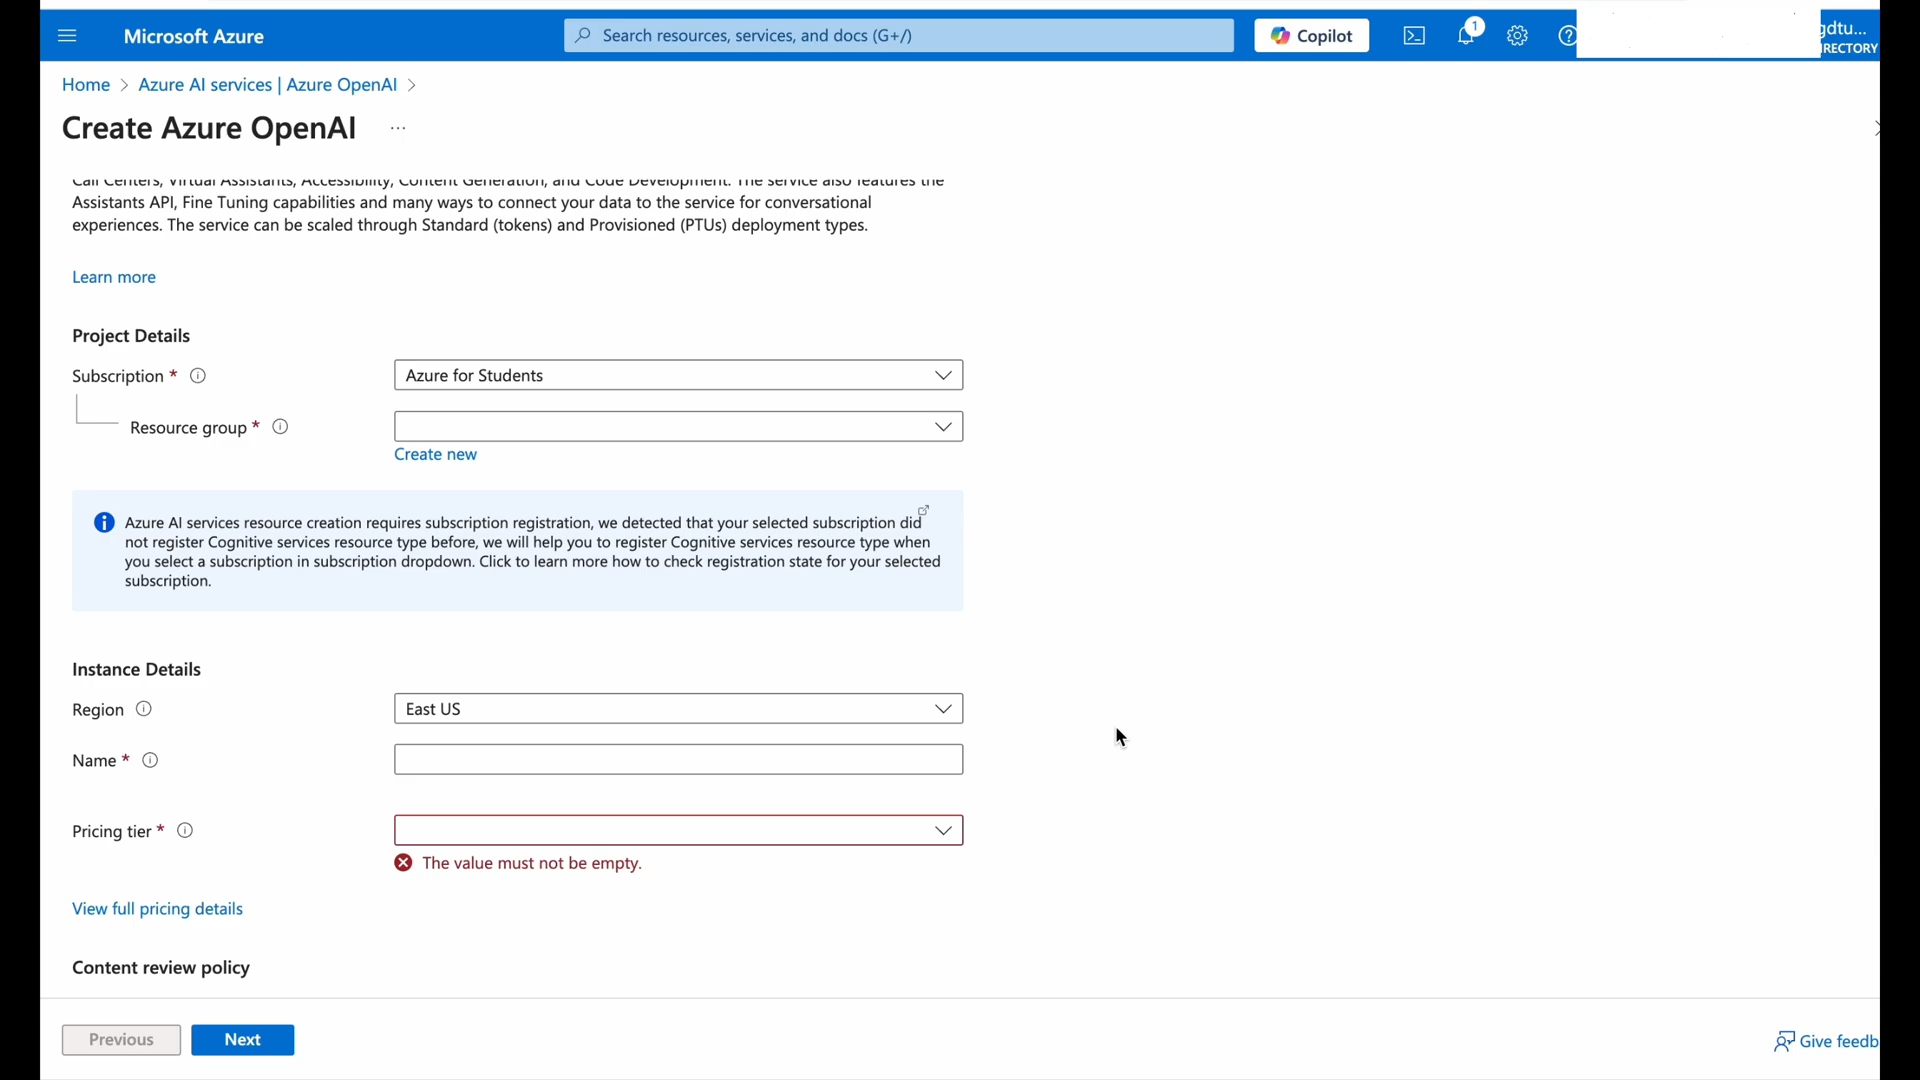 Microsoft Azure
Search resources, services, and docs (G+/)
Copilot
1
gdtu...
IRECTORY
Home > Azure AI services | Azure OpenAI >
Create Azure OpenAI ...
Call Centers, Virtual Assistants, Accessibility, Content Generation, and Code Development. The service also features the
Assistants API, Fine Tuning capabilities and many ways to connect your data to the service for conversational
experiences. The service can be scaled through Standard (tokens) and Provisioned (PTUs) deployment types.
Learn more
Project Details
Subscription *
Azure for Students
Resource group *
Create new
Azure AI services resource creation requires subscription registration, we detected that your selected subscription did
not register Cognitive services resource type before, we will help you to register Cognitive services resource type when
you select a subscription in subscription dropdown. Click to learn more how to check registration state for your selected
subscription.
Instance Details
Region
East US
Name *
Pricing tier *
The value must not be empty.
View full pricing details
Content review policy
Previous
Next
Give feedb